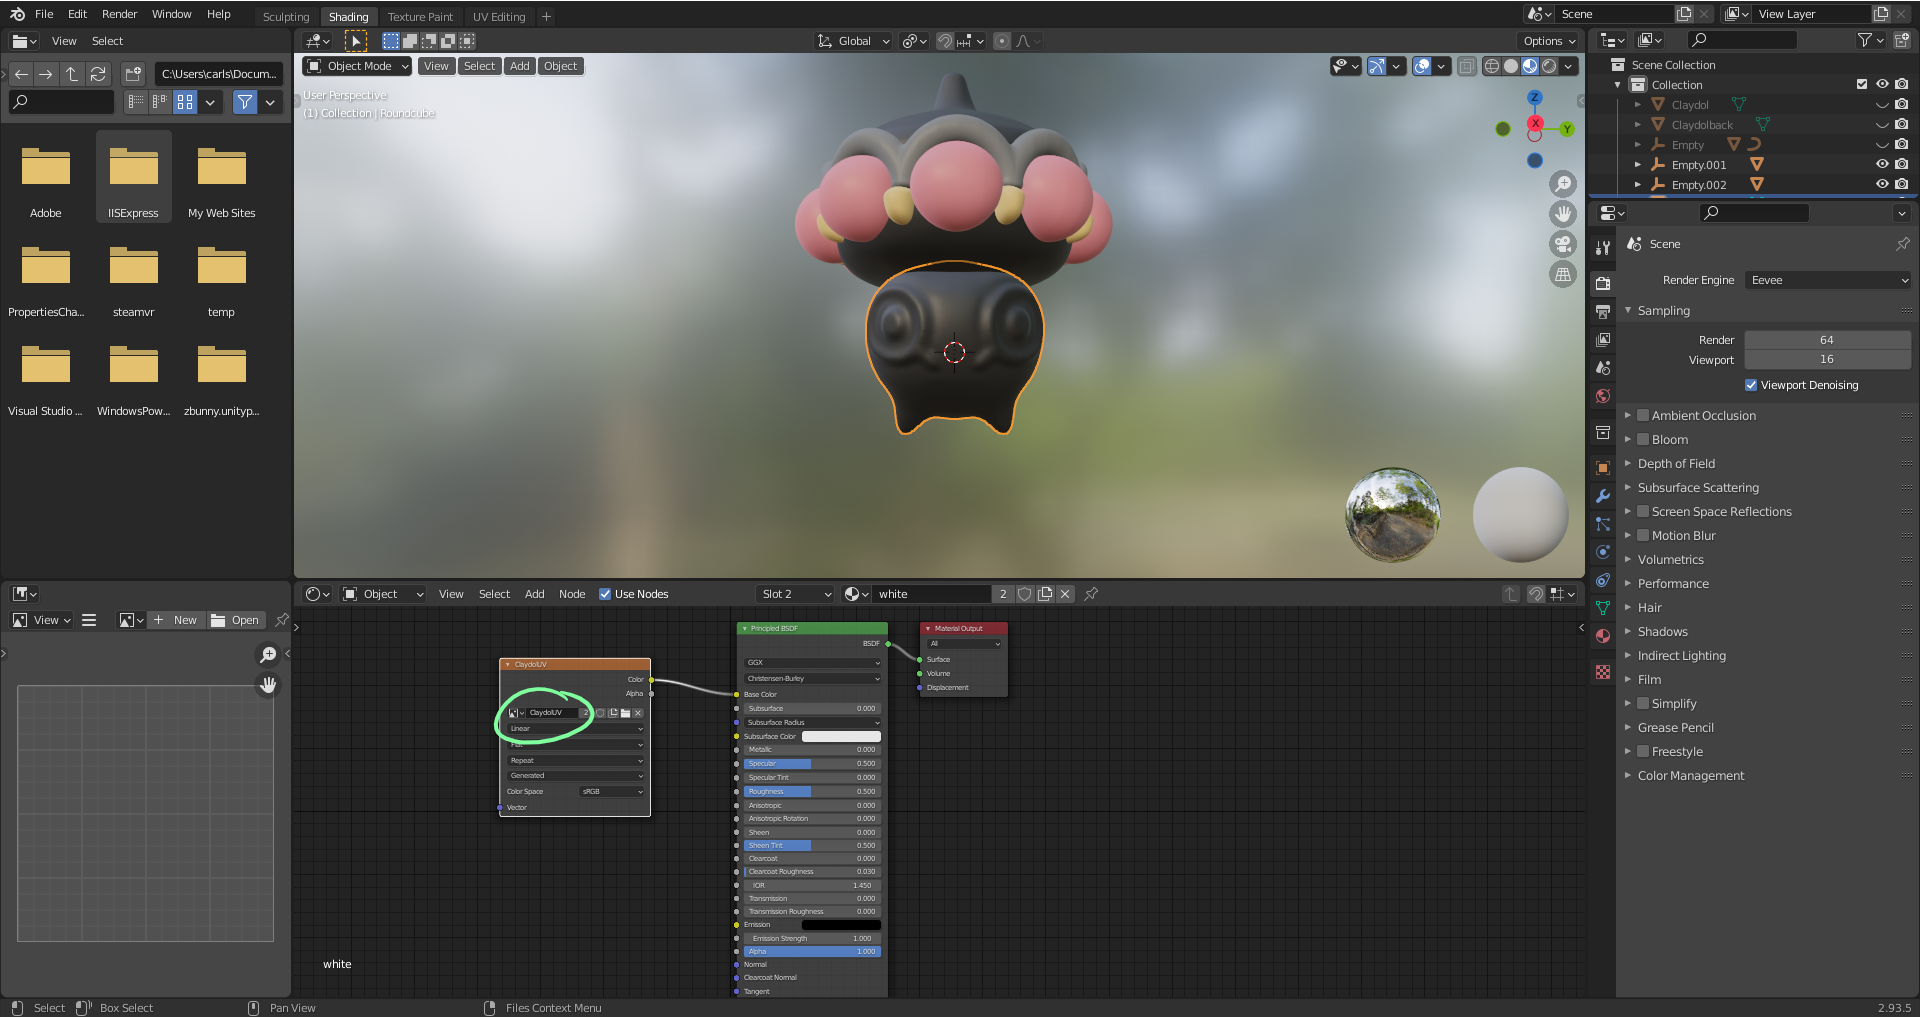 File Edit Render Window Help Sculpting Shading Texture Paint UV Editing + Scene View Layer
View Select
C:\Users\carls\Docum...
Adobe IISExpress My Web Sites
PropertiesCha... steamvr temp
Visual Studio ... WindowsPow... zbunny.unityp...
Global Options
Object Mode View Select Add Object
User Perspective
(1) Collection | Roundcube
Z
X
Y
Scene Collection
Collection
Claydol
Claydolback
Empty
Empty.001
Empty.002
Scene
Render Engine Eevee
Sampling
Render 64
Viewport 16
Viewport Denoising
Ambient Occlusion
Bloom
Depth of Field
Subsurface Scattering
Screen Space Reflections
Motion Blur
Volumetrics
Performance
Hair
Shadows
Indirect Lighting
Film
Simplify
Grease Pencil
Freestyle
Color Management
View + New Open
Object View Select Add Node Use Nodes Slot 2 white 2
ClaydolUV
Color
Alpha
ClaydolUV 2
Linear
Repeat
Generated
Color Space sRGB
Vector
Principled BSDF
BSDF
GGX
Christensen-Burley
Base Color
Subsurface 0.000
Subsurface Radius
Subsurface Color
Metallic 0.000
Specular 0.500
Specular Tint 0.000
Roughness 0.500
Anisotropic 0.000
Anisotropic Rotation 0.000
Sheen 0.000
Sheen Tint 0.500
Clearcoat 0.000
Clearcoat Roughness 0.030
IOR 1.450
Transmission 0.000
Transmission Roughness 0.000
Emission
Emission Strength 1.000
Alpha 1.000
Normal
Clearcoat Normal
Tangent
Material Output
All
Surface
Volume
Displacement
white
Select Box Select Pan View Files Context Menu 2.93.5